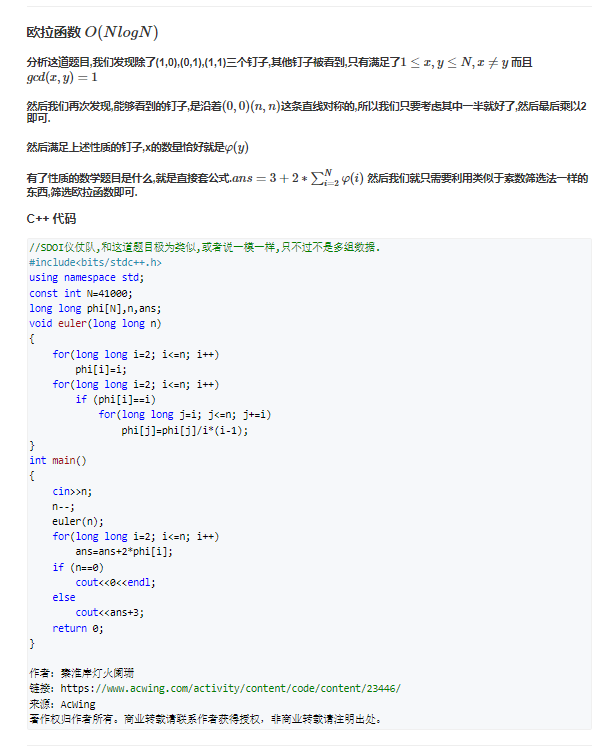 欧拉函数 O(NlogN)
分析这道题目,我们发现除了(1,0),(0,1),(1,1)三个钉子,其他钉子被看到,只有满足了1 ≤ x, y ≤ N, x ≠ y 而且
gcd(x, y) = 1
然后我们再次发现,能够看到的钉子,是沿着(0, 0)(n, n)这条直线对称的,所以我们只要考虑其中一半就好了,然后最后乘以2
即可.
然后满足上述性质的钉子,x的数量恰好就是φ(y)
有了性质的数学题目是什么,就是直接套公式.ans = 3 + 2 ∗ ∑_{i=2}^{N} φ(i) 然后我们就只需要利用类似于素数筛选法一样的
东西,筛选欧拉函数即可.
C++ 代码
//SDOI仪仗队,和这道题目极为类似,或者说一模一样,只不过不是多组数据.
#include<bits/stdc++.h>
using namespace std;
const int N=41000;
long long phi[N],n,ans;
void euler(long long n)
{
    for(long long i=2; i<=n; i++)
        phi[i]=i;
    for(long long i=2; i<=n; i++)
        if (phi[i]==i)
            for(long long j=i; j<=n; j+=i)
                phi[j]=phi[j]/i*(i-1);
}
int main()
{
    cin>>n;
    n--;
    euler(n);
    for(long long i=2; i<=n; i++)
        ans=ans+2*phi[i];
    if (n==0)
        cout<<0<<endl;
    else
        cout<<ans+3;
    return 0;
}
作者：秦淮岸灯火阑珊
链接：https://www.acwing.com/activity/content/code/content/23446/
来源：AcWing
著作权归作者所有。商业转载请联系作者获得授权，非商业转载请注明出处。